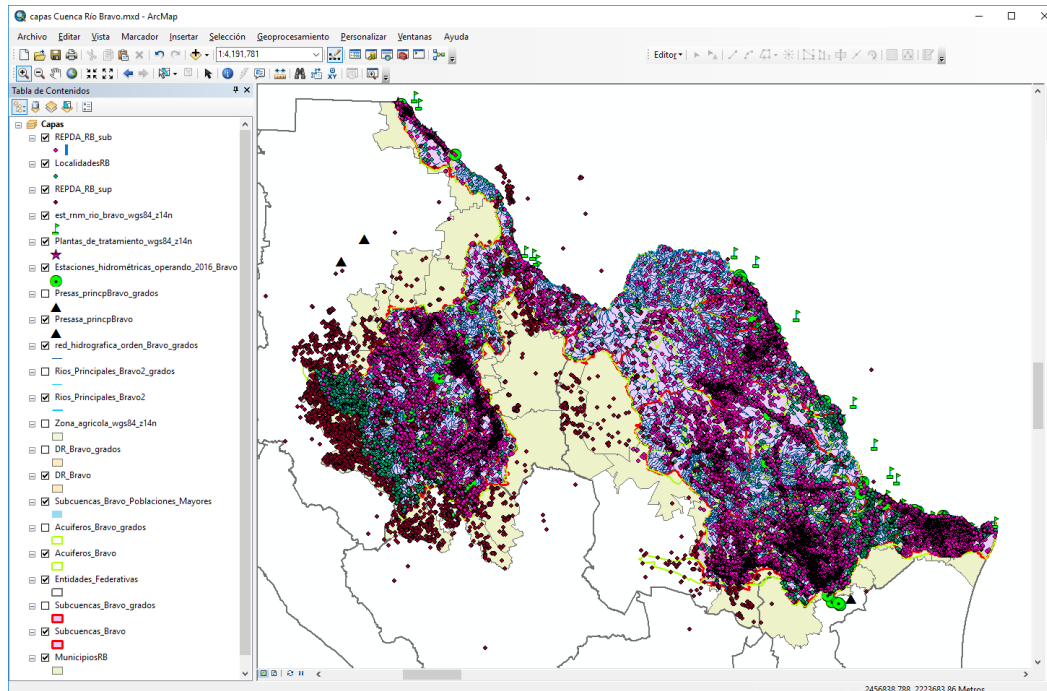 capas Cuenca Río Bravo.mxd - ArcMap
Archivo Editar Vista Marcador Insertar Selección Geoprocesamiento Personalizar Ventanas Ayuda
1:4,191,781
Editor
Tabla de Contenidos
Capas
REPDA_RB_sub
LocalidadesRB
REPDA_RB_sup
est_rnm_rio_bravo_wgs84_z14n
Plantas_de_tratamiento_wgs84_z14n
Estaciones_hidrométricas_operando_2016_Bravo
Presas_princpBravo_grados
Presasa_princpBravo
red_hidrografica_orden_Bravo_grados
Rios_Principales_Bravo2_grados
Rios_Principales_Bravo2
Zona_agricola_wgs84_z14n
DR_Bravo_grados
DR_Bravo
Subcuencas_Bravo_Poblaciones_Mayores
Acuiferos_Bravo_grados
Acuiferos_Bravo
Entidades_Federativas
Subcuencas_Bravo_grados
Subcuencas_Bravo
MunicipiosRB
2456838.788 2223683.86 Metros